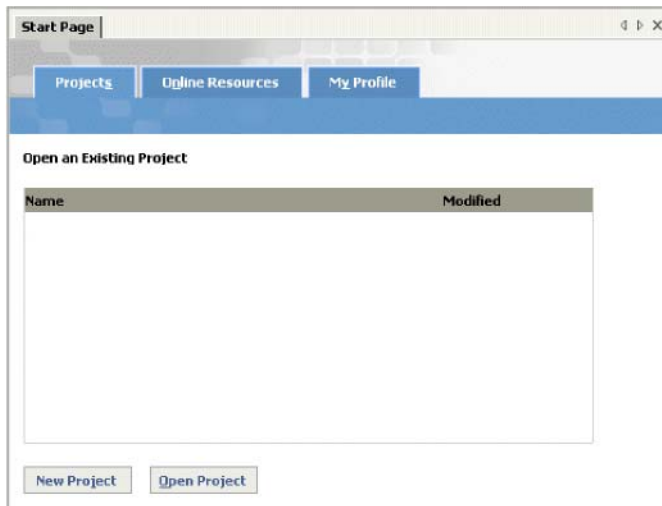 Start Page
Projects Online Resources My Profile
Open an Existing Project
Name Modified
New Project Open Project